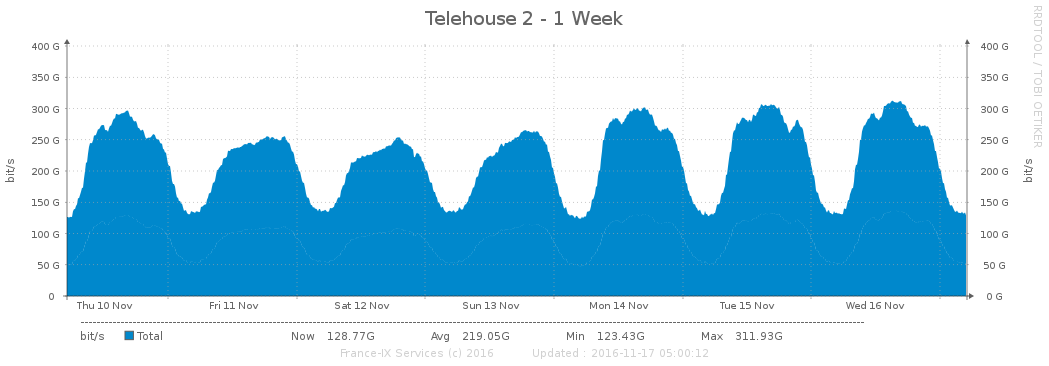 Telehouse 2 - 1 Week
RRDTOOL / TOBI OETIKER
400 G 400 G
350 G 350 G
300 G 300 G
250 G 250 G
200 G 200 G
150 G 150 G
100 G 100 G
50 G 50 G
0 0 G
bit/s bit/s
Thu 10 Nov Fri 11 Nov Sat 12 Nov Sun 13 Nov Mon 14 Nov Tue 15 Nov Wed 16 Nov
bit/s Total Now 128.77G Avg 219.05G Min 123.43G Max 311.93G
France-IX Services (c) 2016 Updated : 2016-11-17 05:00:12